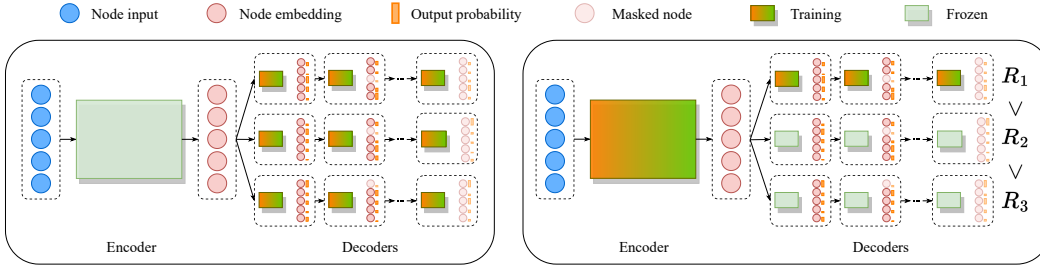 Node input Node embedding Output probability Masked node Training Frozen
R1
∨
R2
∨
R3
Encoder Decoders Encoder Decoders